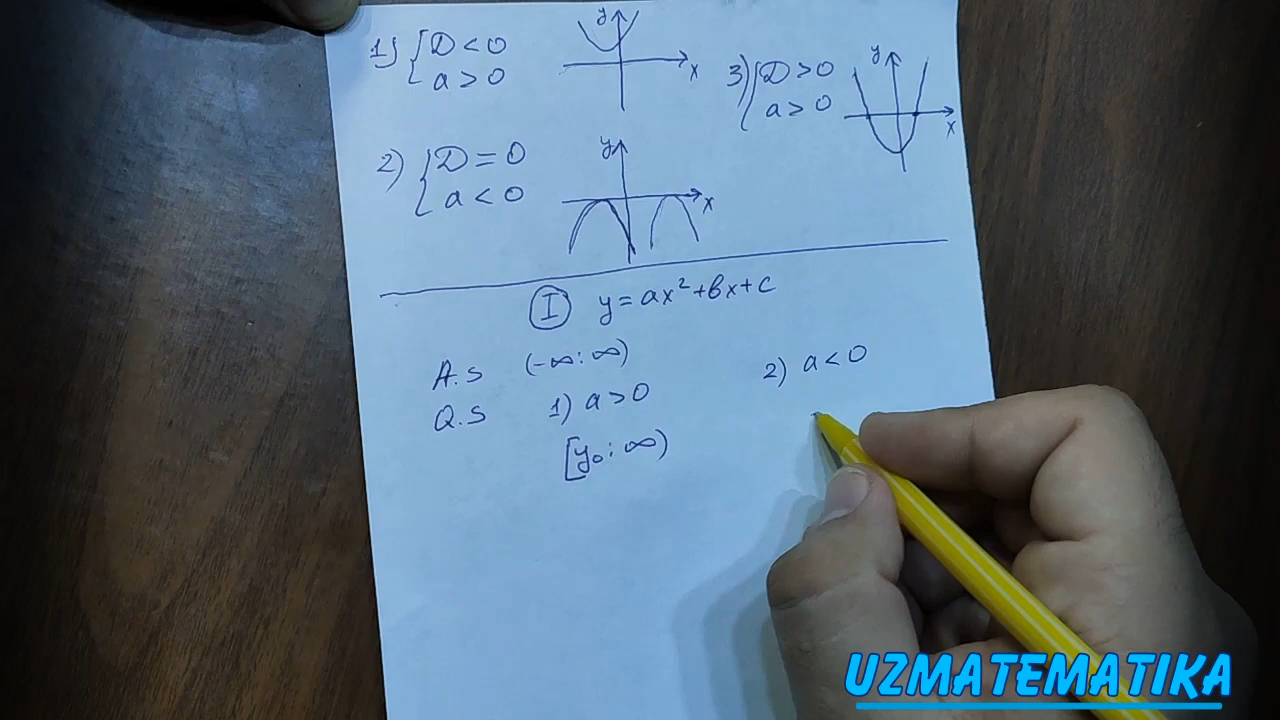 1) { D < 0
a > 0
y
x
2) { D = 0
a < 0
y
x
3) { D > 0
a > 0
y
x
I y = ax²+bx+c
A.s (-∞; ∞)
Q.s 1) a > 0
[y₀; ∞)
2) a < 0
UZMATEMATIKA